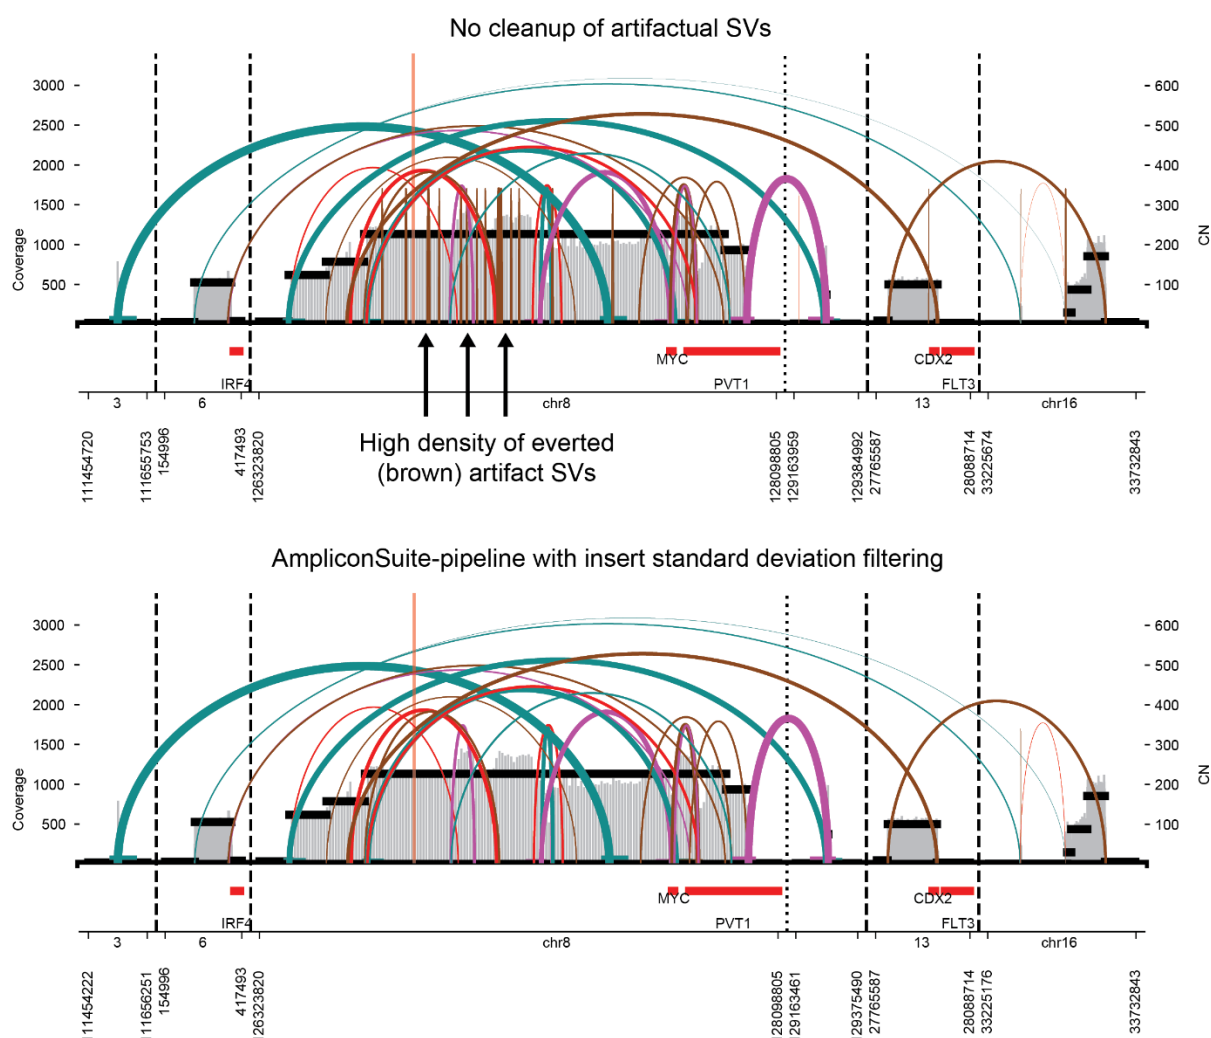 No cleanup of artifactual SVs
3000
2500
2000
1500
1000
500
Coverage
600
500
400
300
200
100
CN
MYC
CDX2
IRF4
PVT1
FLT3
3
6
chr8
13
chr16
111454720
111655753
154996
417493
126323820
128098805
129163959
129384992
27765587
28088714
33225674
33732843
High density of everted
(brown) artifact SVs
AmpliconSuite-pipeline with insert standard deviation filtering
3000
2500
2000
1500
1000
500
Coverage
600
500
400
300
200
100
CN
MYC
CDX2
IRF4
PVT1
FLT3
3
6
chr8
13
chr16
111454222
111656251
154996
417493
126323820
128098805
129163461
129375490
27765587
28088714
33225176
33732843